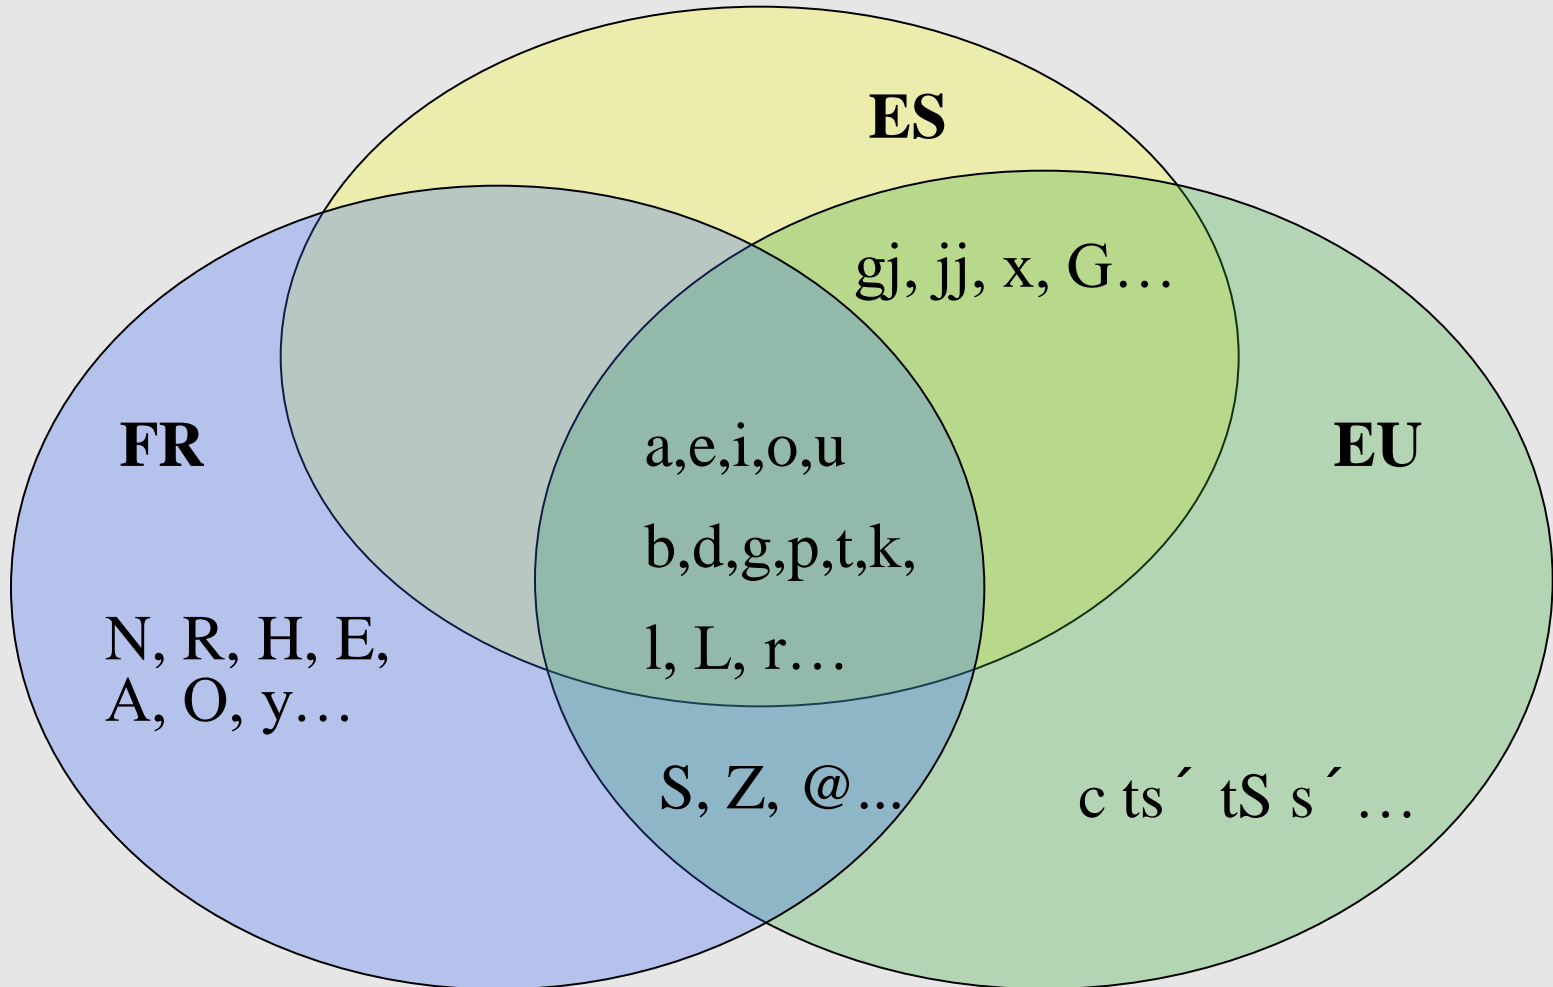 ES
gj, jj, x, G…
FR
a,e,i,o,u
EU
b,d,g,p,t,k,
l, L, r…
N, R, H, E,
A, O, y…
S, Z, @...
c ts´ tS s´…